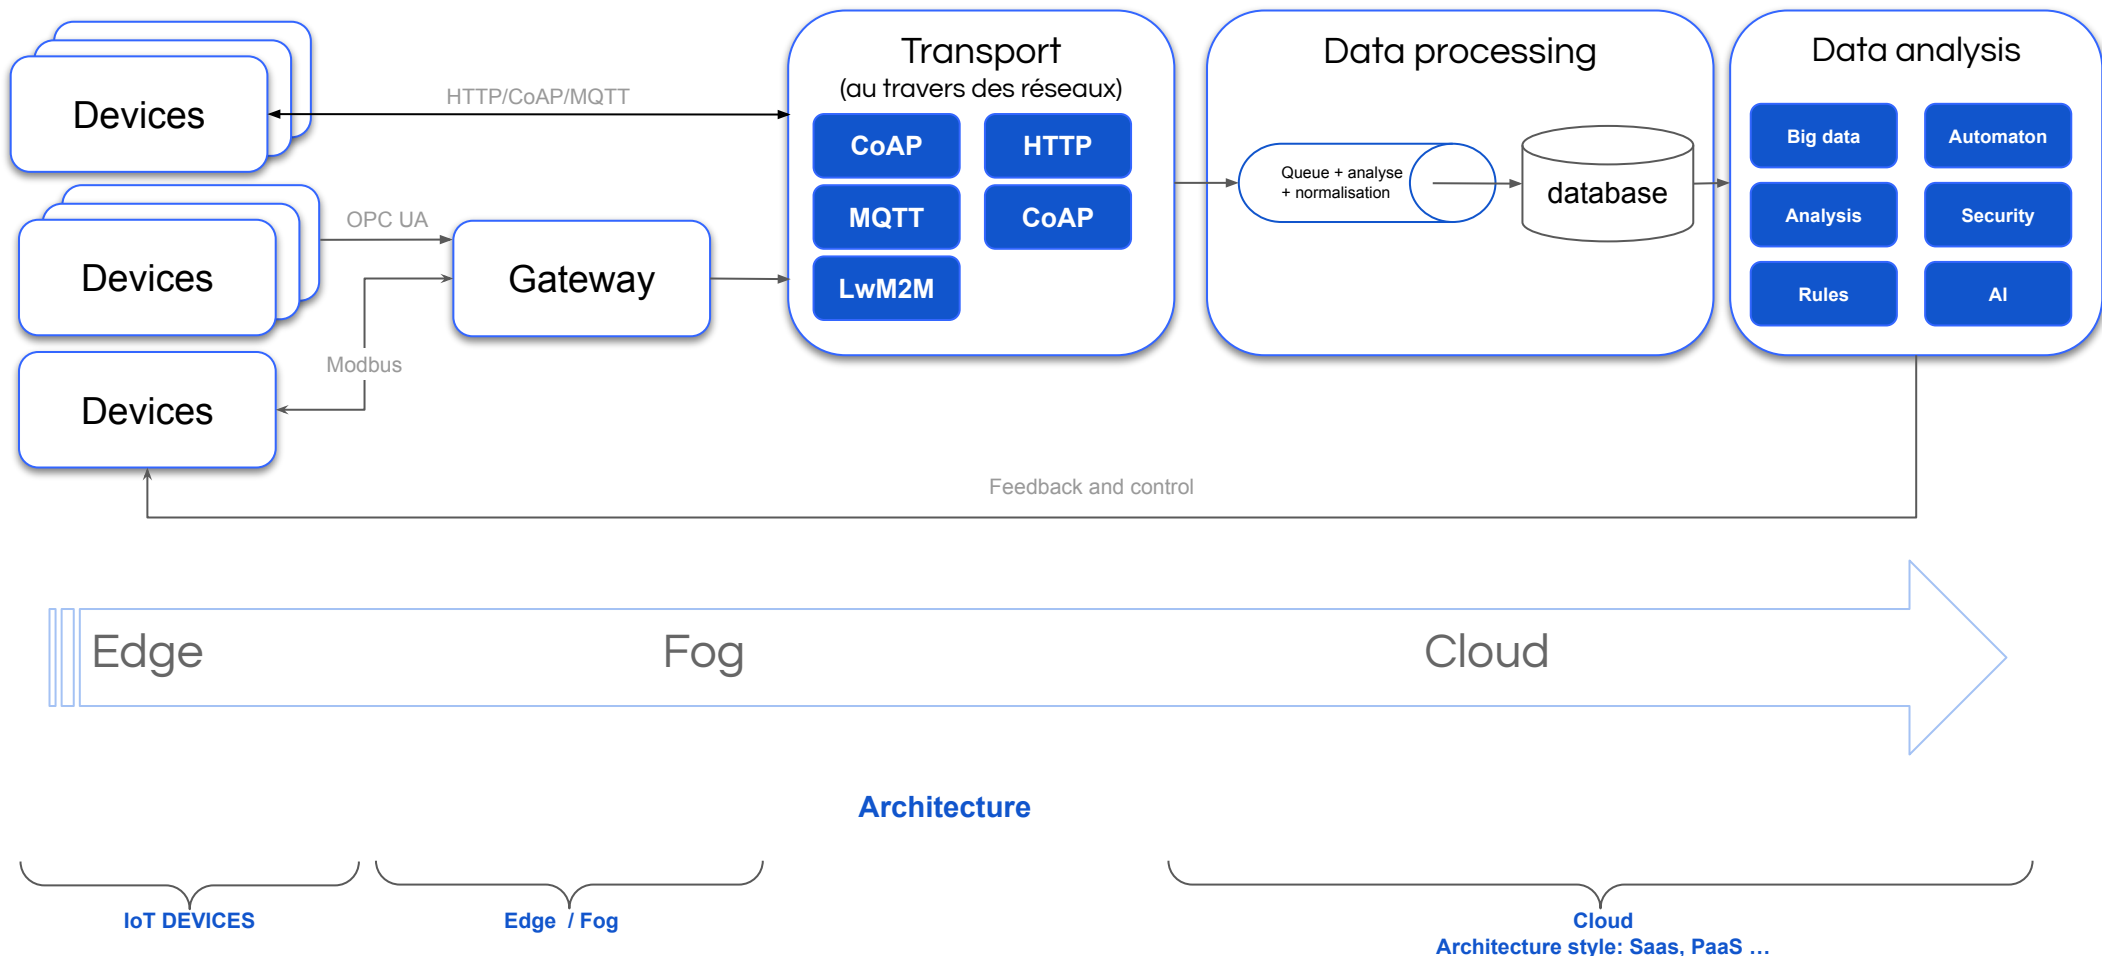 Devices
HTTP/CoAP/MQTT
Devices
OPC UA
Gateway
Modbus
Devices
Transport
(au travers des réseaux)
CoAP
HTTP
MQTT
CoAP
LwM2M
Data processing
Queue + analyse
+ normalisation
database
Data analysis
Big data
Automaton
Analysis
Security
Rules
AI
Feedback and control
Edge
Fog
Cloud
Architecture
IoT DEVICES
Edge / Fog
Cloud
Architecture style: Saas, PaaS ...